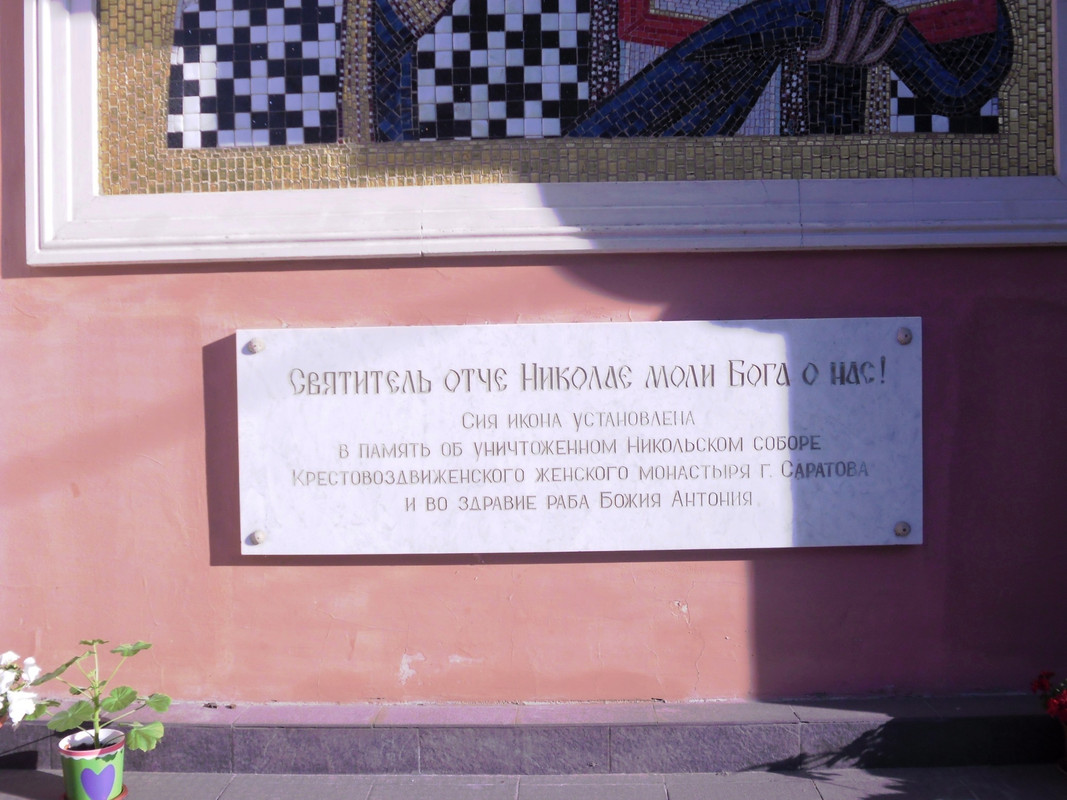 Святитель отче Николае моли Бога о нас!
Сия икона установлена
в память об уничтоженном Никольском соборе
Крестовоздвиженского женского монастыря г. Саратова
и во здравие раба Божия Антония